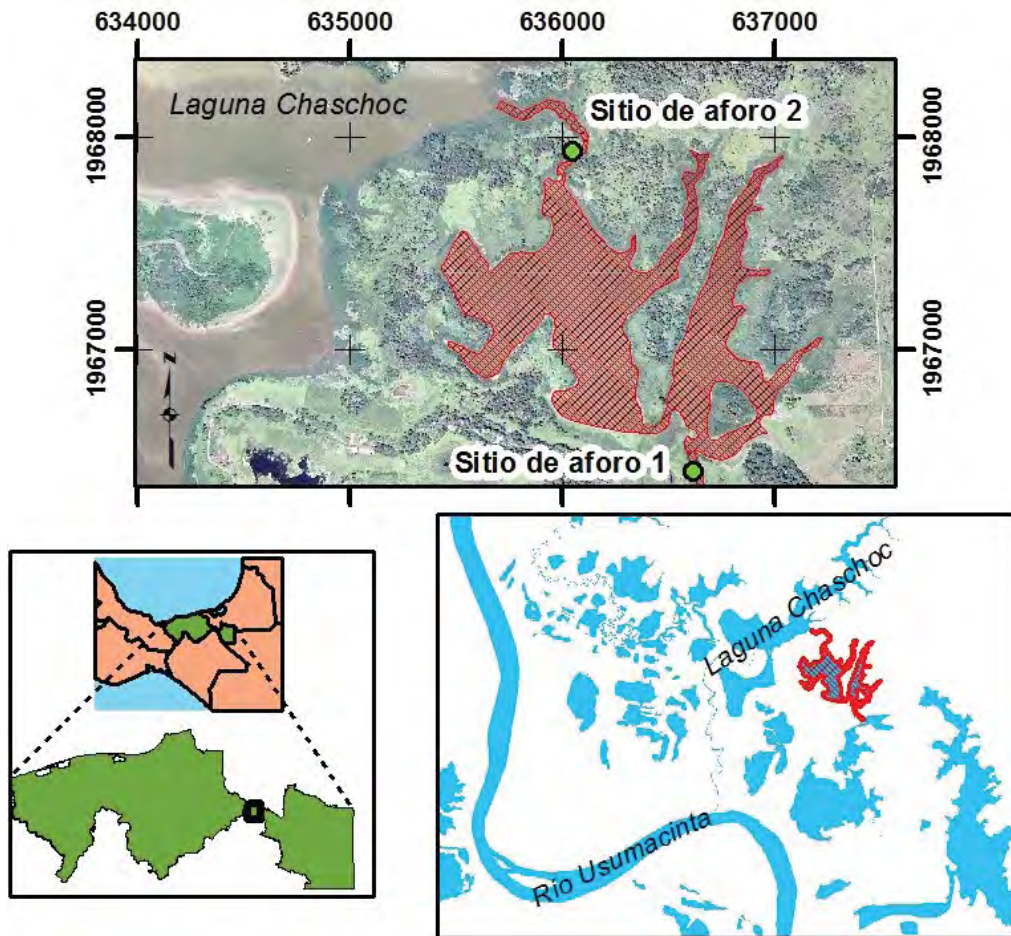 634000 635000 636000 637000
Laguna Chaschoc
Sitio de aforo 2
1968000
1968000
1967000
1967000
z
Sitio de aforo 1
Laguna Chaschoc
Río Usumacinta